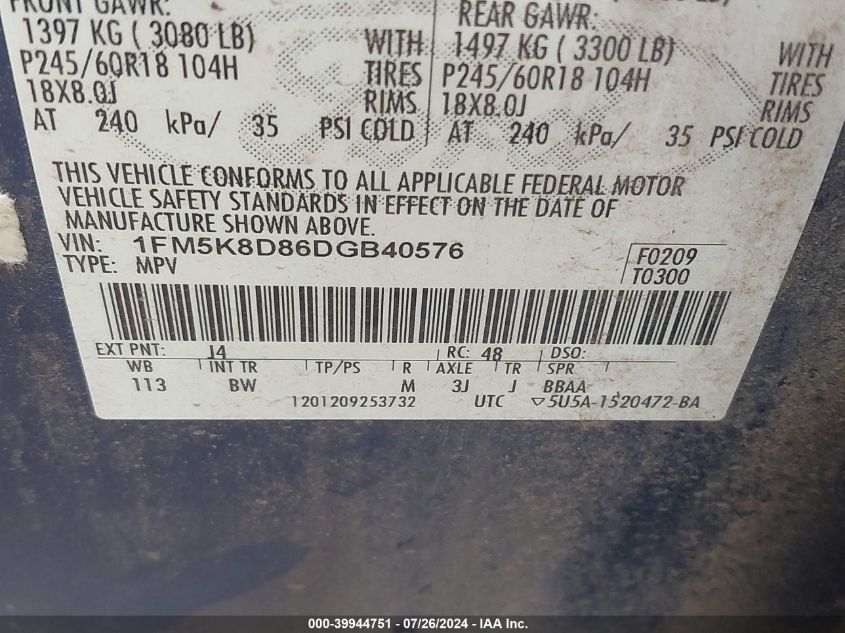 FRONT GAWR:
1397 KG ( 3080 LB) WITH
P245/60R18 104H TIRES
18X8.0J RIMS
AT 240 kPa/ 35 PSI COLD
REAR GAWR:
1497 KG ( 3300 LB) WITH
P245/60R18 104H TIRES
18X8.0J RIMS
AT 240 kPa/ 35 PSI COLD
THIS VEHICLE CONFORMS TO ALL APPLICABLE FEDERAL MOTOR
VEHICLE SAFETY STANDARDS IN EFFECT ON THE DATE OF
MANUFACTURE SHOWN ABOVE.
VIN: 1FM5K8D86DGB40576
TYPE: MPV
F0209
T0300
EXT PNT: J4 RC: 48 DSO:
WB INT TR TP/PS R AXLE TR SPR
113 BW M 3J J BBAA
1201209253732 UTC ▽5U5A-1520472-BA
000-39944751 - 07/26/2024 - IAA Inc.